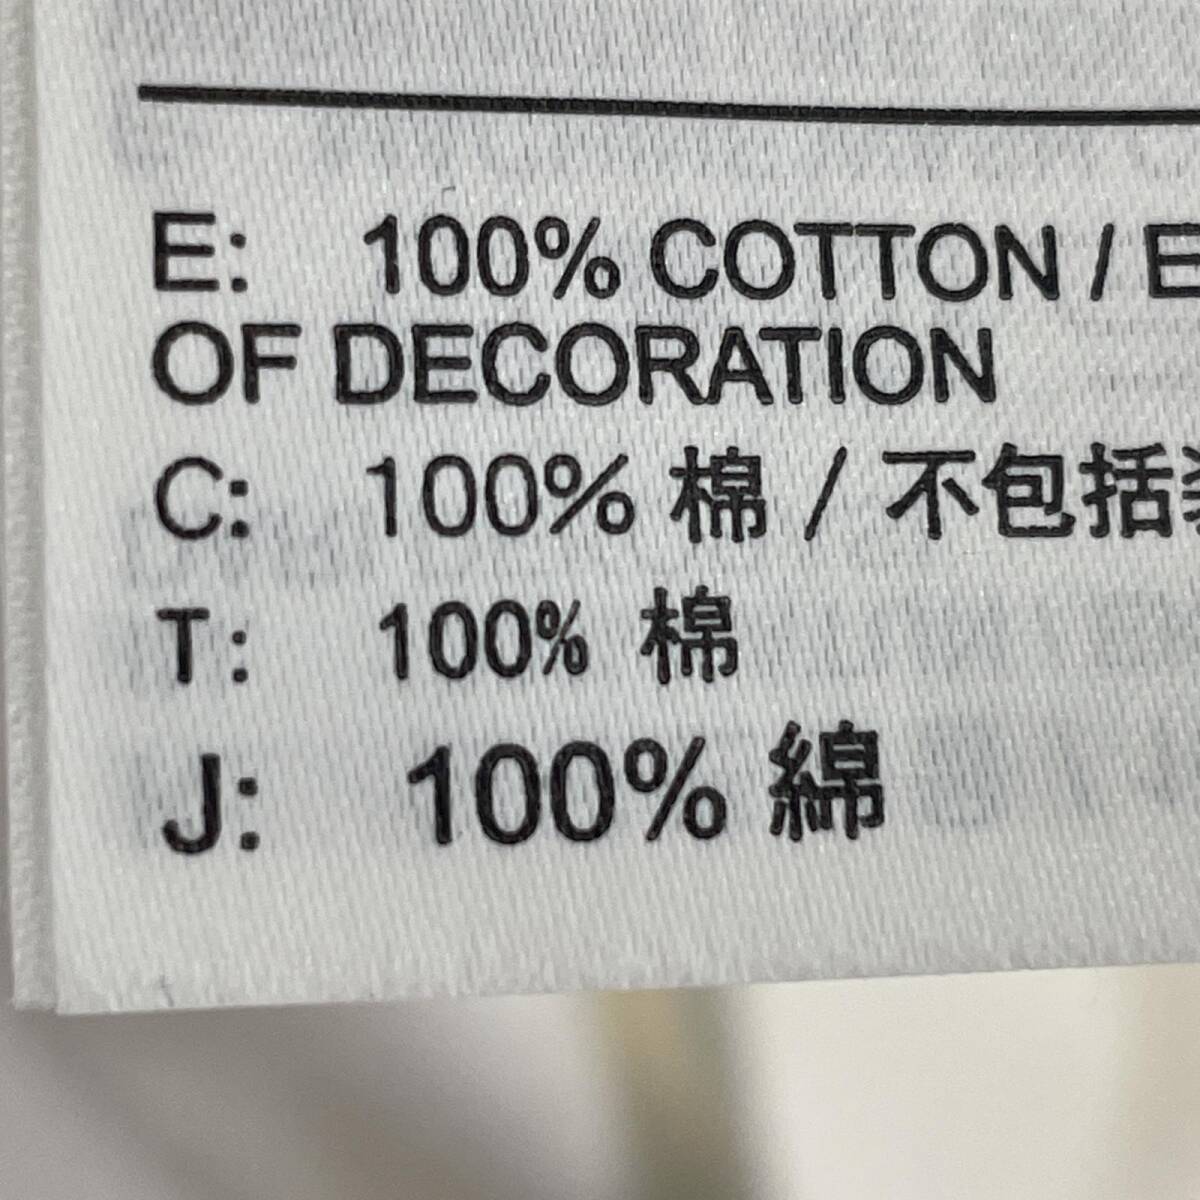 E: 100% COTTON /
OF DECORATION
C: 100% 棉 / 不包括
T: 100% 棉
J: 100% 綿